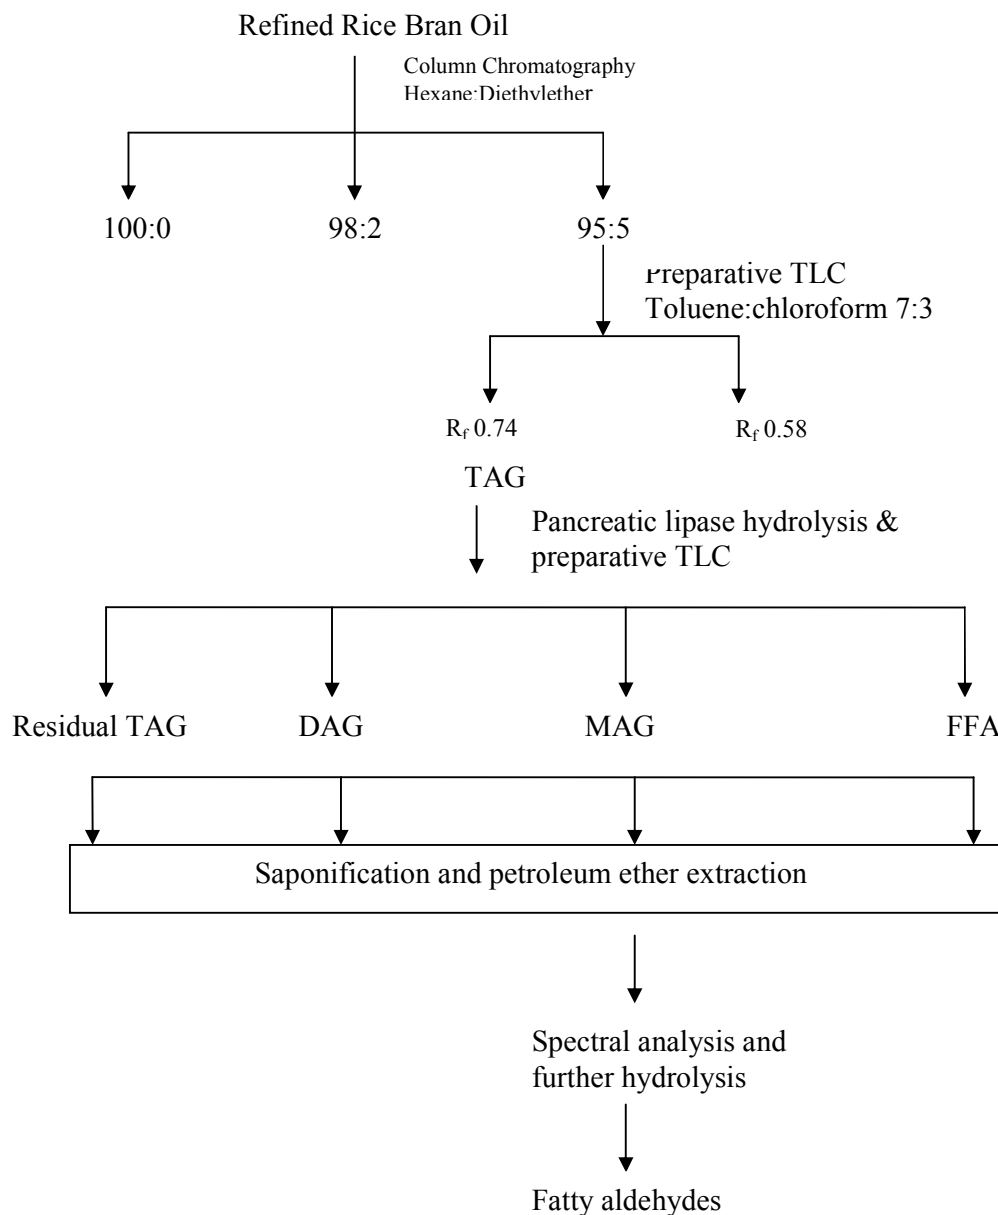 Refined Rice Bran Oil
Column Chromatography
Hexane:Diethylether
100:0
98:2
95:5
Preparative TLC
Toluene:chloroform 7:3
Rf 0.74
Rf 0.58
TAG
Pancreatic lipase hydrolysis &
preparative TLC
Residual TAG
DAG
MAG
FFA
Saponification and petroleum ether extraction
Spectral analysis and
further hydrolysis
Fatty aldehydes